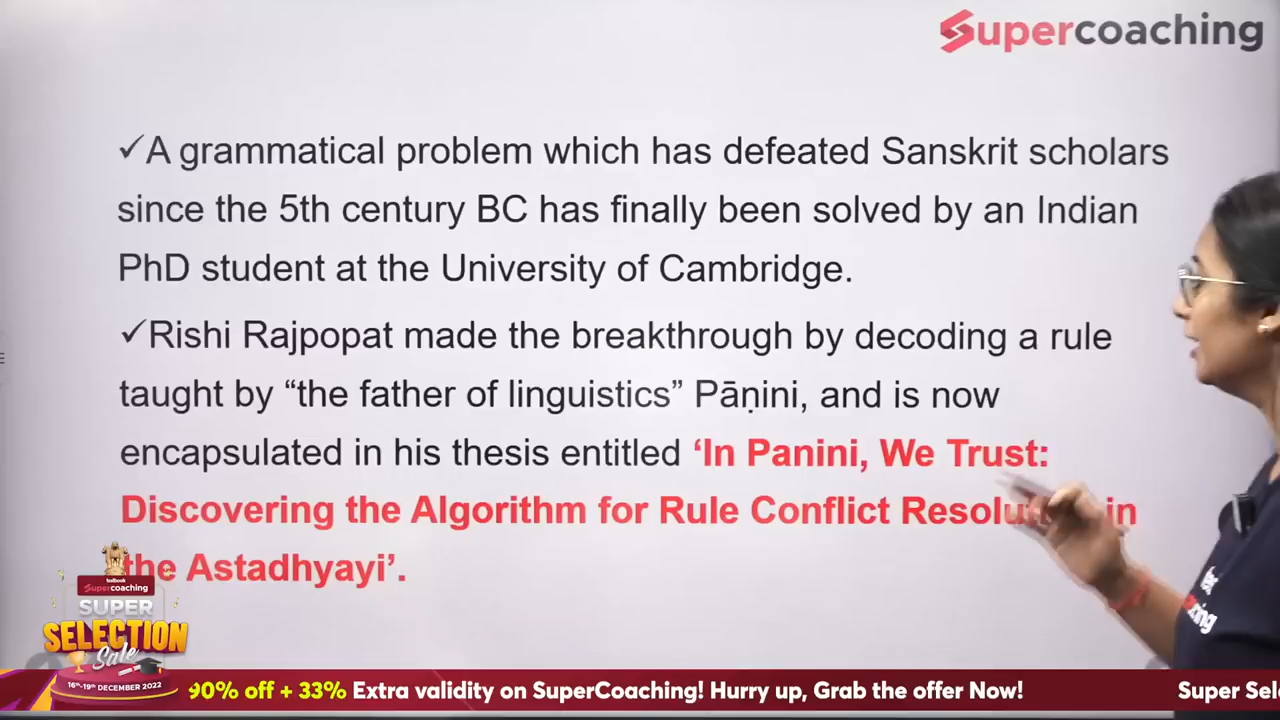 Supercoaching
✓A grammatical problem which has defeated Sanskrit scholars
since the 5th century BC has finally been solved by an Indian
PhD student at the University of Cambridge.
✓Rishi Rajpopat made the breakthrough by decoding a rule
taught by “the father of linguistics” Pāṇini, and is now
encapsulated in his thesis entitled ‘In Panini, We Trust:
Discovering the Algorithm for Rule Conflict in
the Astadhyayi’.
testbook
Supercoaching
SUPER
SELECTION
Sale
16th-19th DECEMBER 2022
90% off + 33% Extra validity on SuperCoaching! Hurry up, Grab the offer Now!
Super